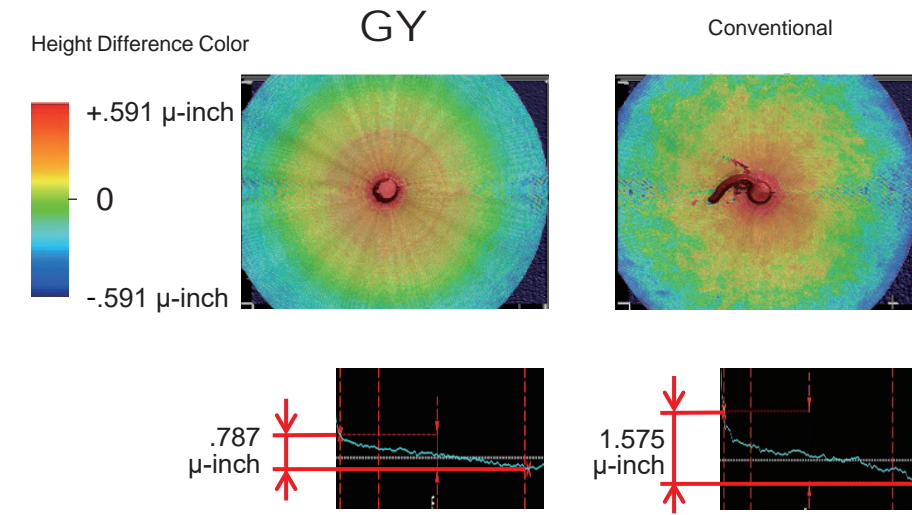 GY
Conventional
Height Difference Color
+.591 μ-inch
0
-.591 μ-inch
.787
μ-inch
1.575
μ-inch